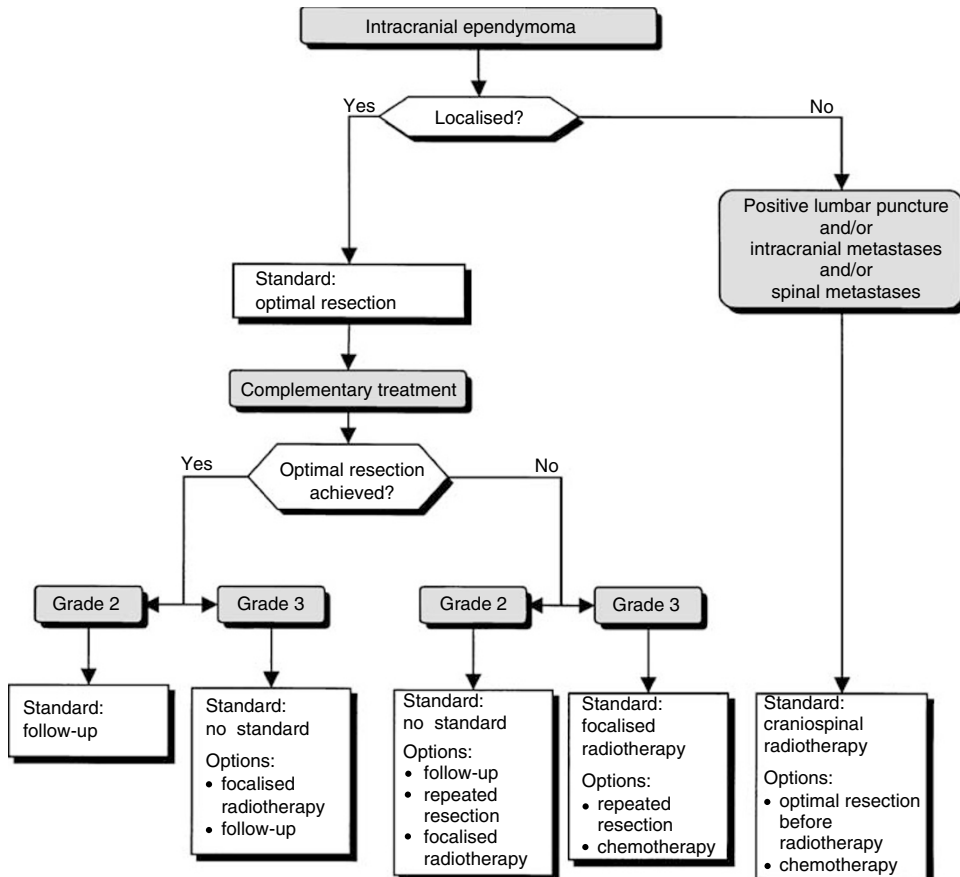 Intracranial ependymoma
Yes
No
Localised?
Positive lumbar puncture
and/or
intracranial metastases
and/or
spinal metastases
Standard:
optimal resection
Complementary treatment
Yes
No
Optimal resection
achieved?
Grade 2
Grade 3
Grade 2
Grade 3
Standard:
follow-up
Standard:
no standard
Options:
• focalised
radiotherapy
• follow-up
Standard:
no standard
Options:
• follow-up
• repeated
resection
• focalised
radiotherapy
Standard:
focalised
radiotherapy
Options:
• repeated
resection
• chemotherapy
Standard:
craniospinal
radiotherapy
Options:
• optimal resection
before
radiotherapy
• chemotherapy